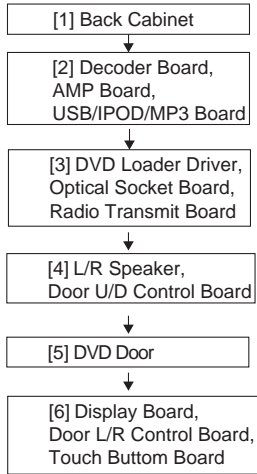 [1] Back Cabinet
[2] Decoder Board,
AMP Board,
USB/IPOD/MP3 Board
[3] DVD Loader Driver,
Optical Socket Board,
Radio Transmit Board
[4] L/R Speaker,
Door U/D Control Board
[5] DVD Door
[6] Display Board,
Door L/R Control Board,
Touch Buttom Board